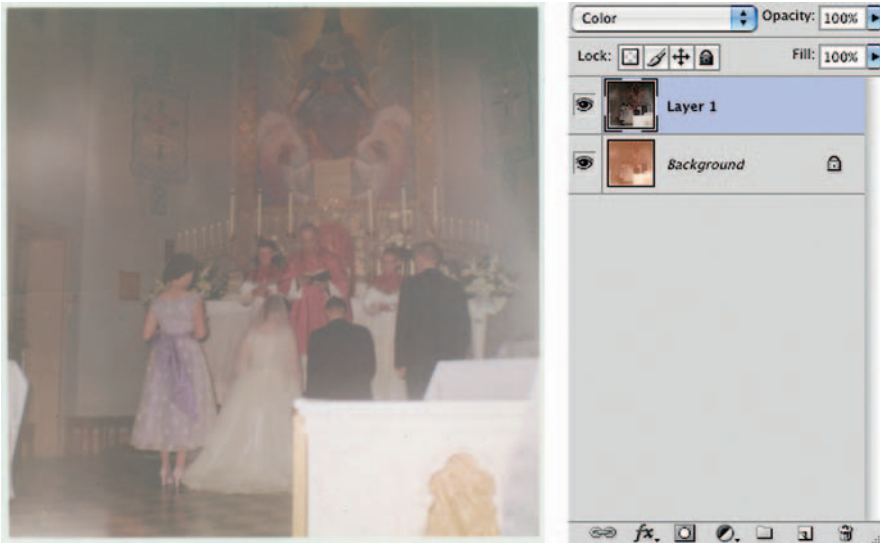 Color Opacity: 100%
Lock: Fill: 100%
Layer 1
Background
fx.